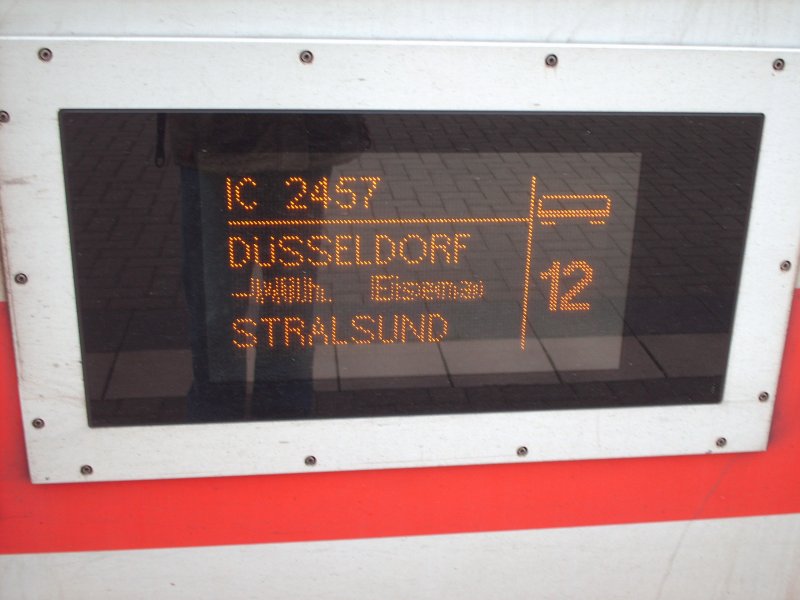 IC 2457
DÜSSELDORF
STRALSUND
12